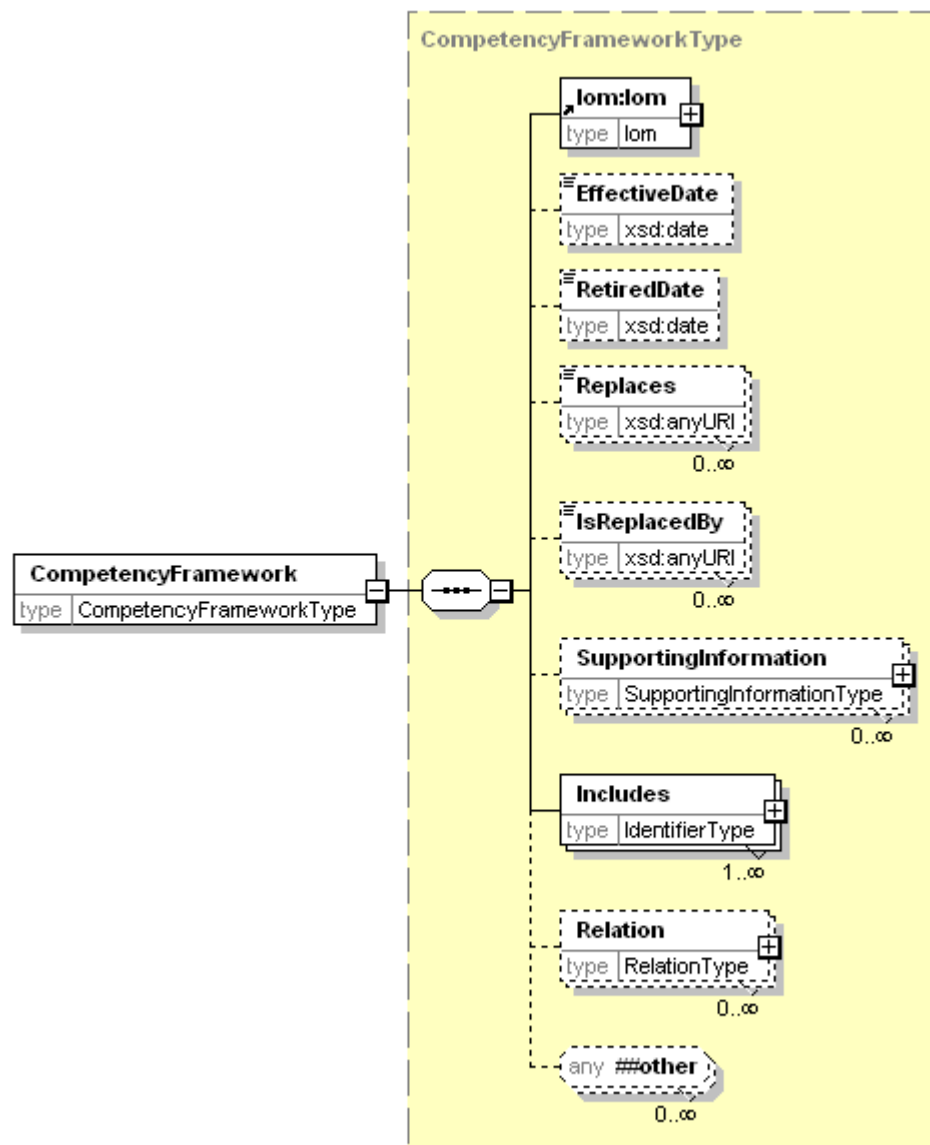 CompetencyFrameworkType
lom:lom
type lom
EffectiveDate
type xsd:date
RetiredDate
type xsd:date
Replaces
type xsd:anyURI
0..∞
IsReplacedBy
type xsd:anyURI
0..∞
CompetencyFramework
type CompetencyFrameworkType
SupportingInformation
type SupportingInformationType
0..∞
Includes
type IdentifierType
1..∞
Relation
type RelationType
0..∞
any ##other
0..∞